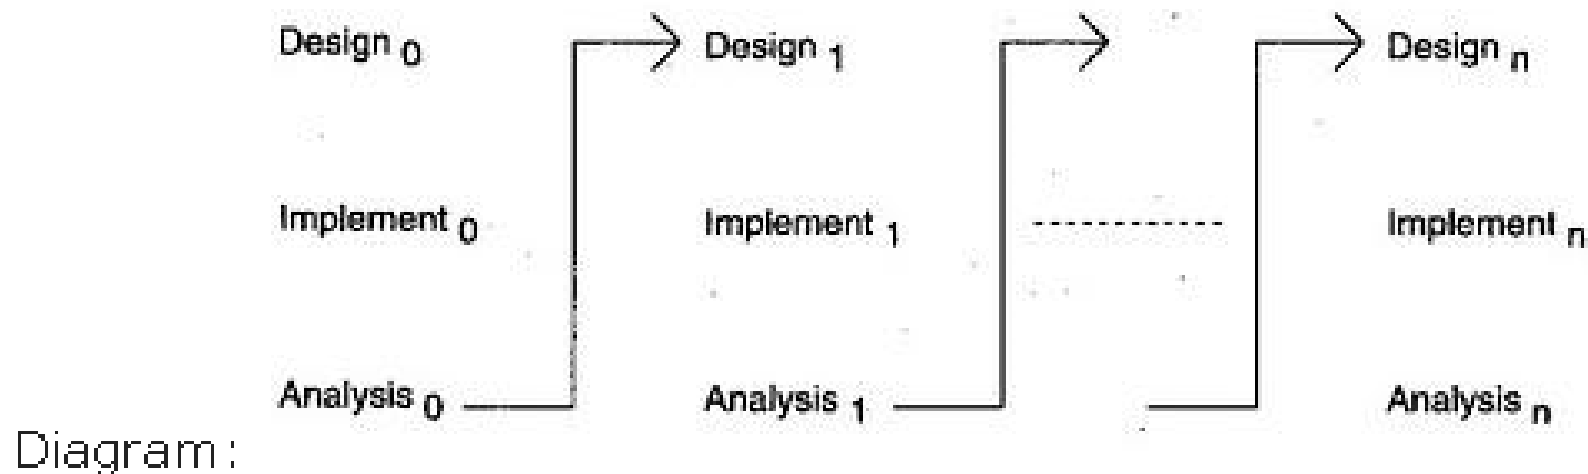 Design 0 Design 1 Design n
Implement 0 Implement 1 Implement n
Analysis 0 Analysis 1 Analysis n
Diagram: